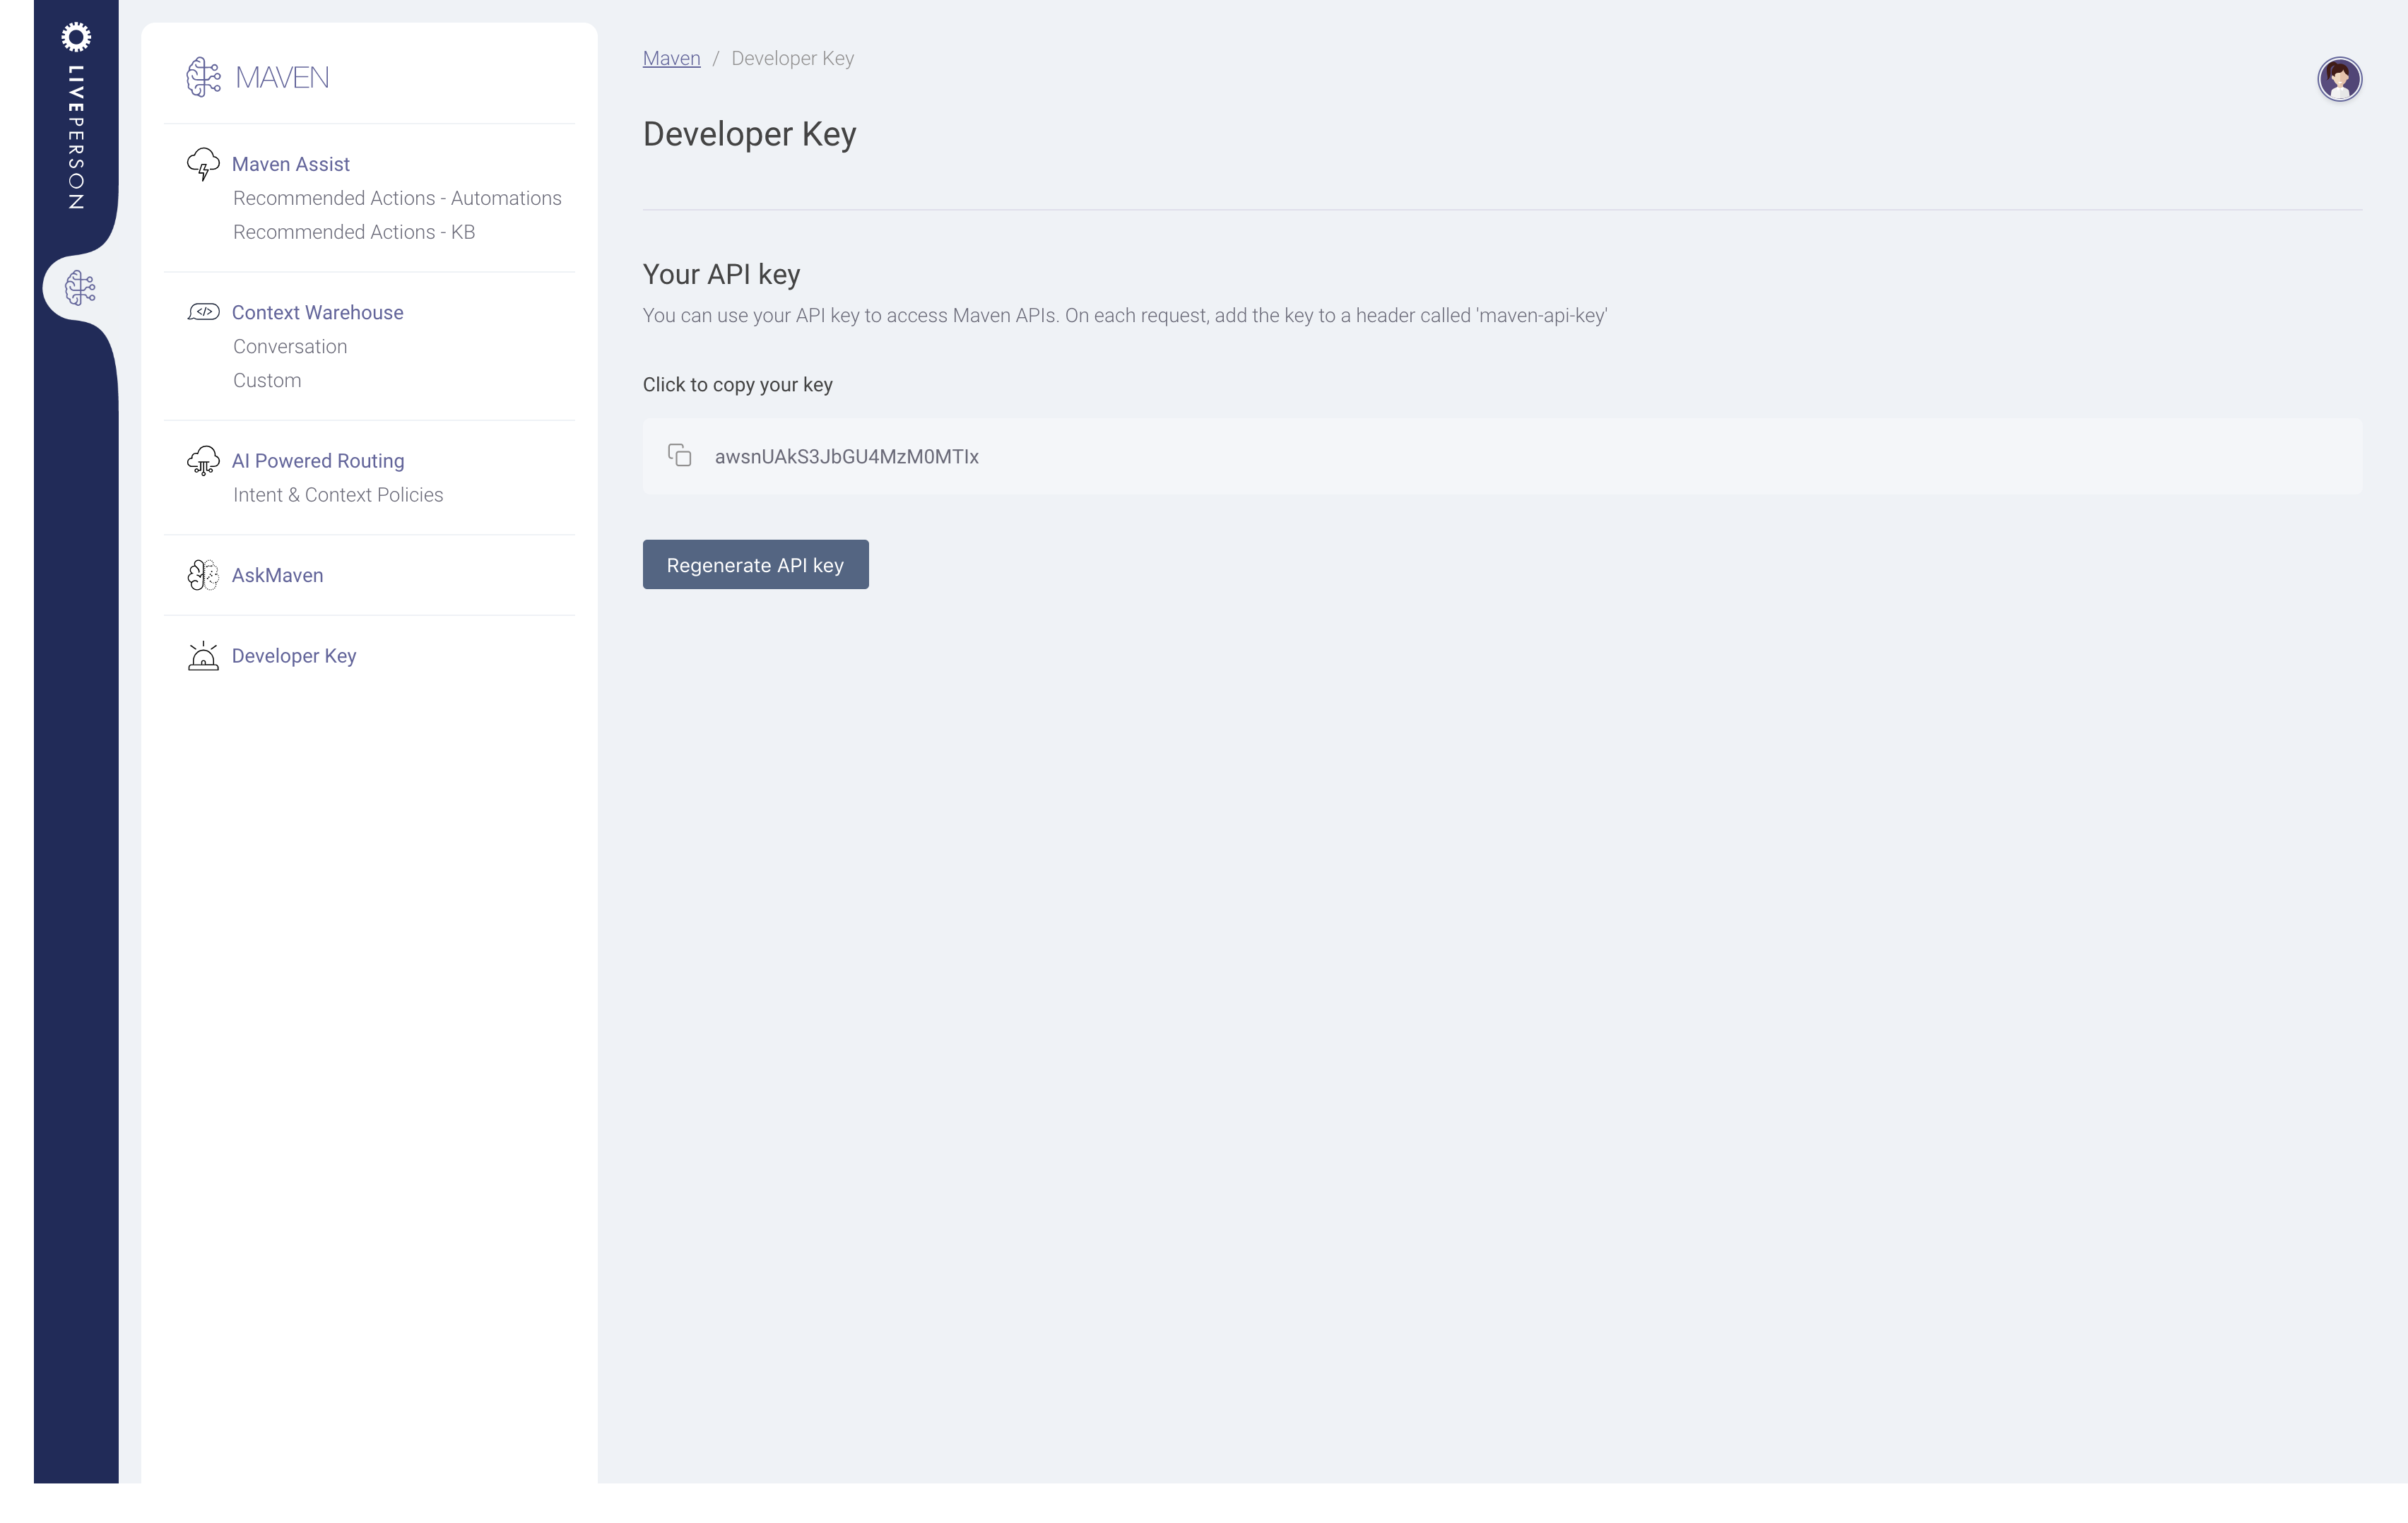 LIVEPERSON
MAVEN
Maven Assist
Recommended Actions - Automations
Recommended Actions - KB
Context Warehouse
Conversation
Custom
AI Powered Routing
Intent & Context Policies
AskMaven
Developer Key
Maven / Developer Key
Developer Key
Your API key
You can use your API key to access Maven APIs. On each request, add the key to a header called 'maven-api-key'
Click to copy your key
awsnUAkS3JbGU4MzM0MTIx
Regenerate API key